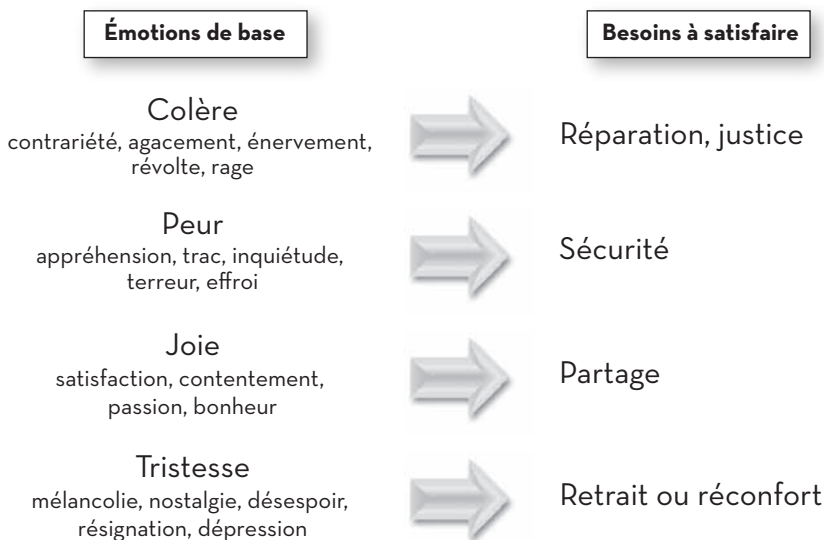 Émotions de base
Besoins à satisfaire
Colère
contrariété, agacement, énervement,
révolte, rage
Réparation, justice
Peur
appréhension, trac, inquiétude,
terreur, effroi
Sécurité
Joie
satisfaction, contentement,
passion, bonheur
Partage
Tristesse
mélancolie, nostalgie, désespoir,
résignation, dépression
Retrait ou réconfort